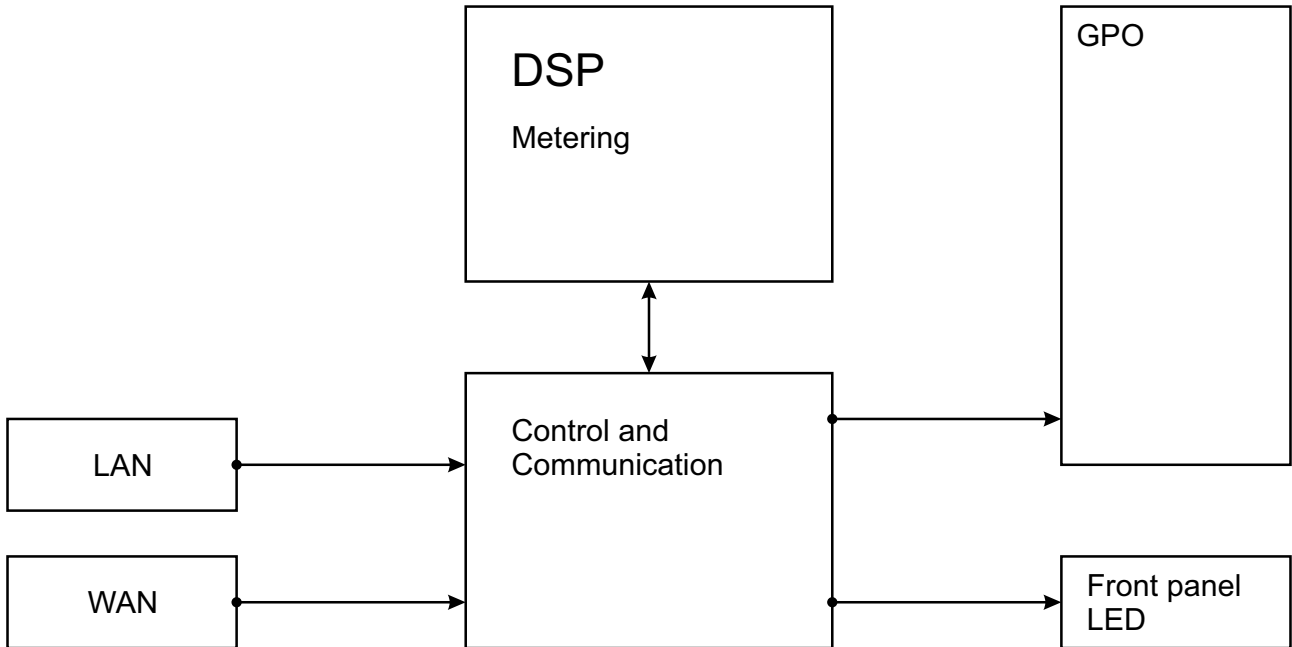 DSP
Metering
GPO
Control and
Communication
LAN
WAN
Front panel
LED